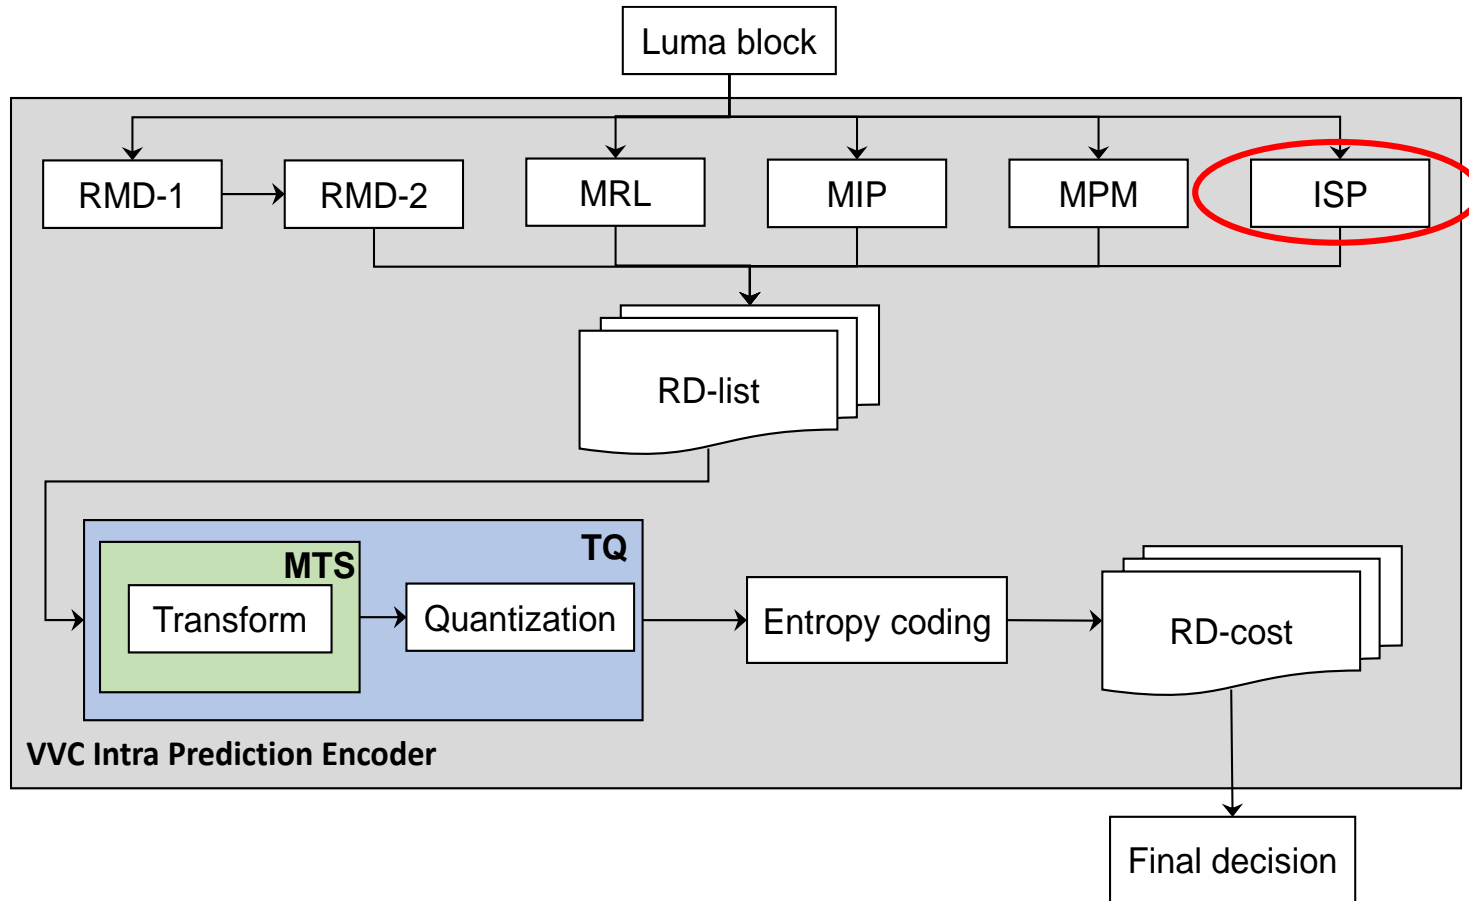 Luma block
RMD-1
RMD-2
MRL
MIP
MPM
ISP
RD-list
MTS
TQ
Transform
Quantization
Entropy coding
RD-cost
VVC Intra Prediction Encoder
Final decision